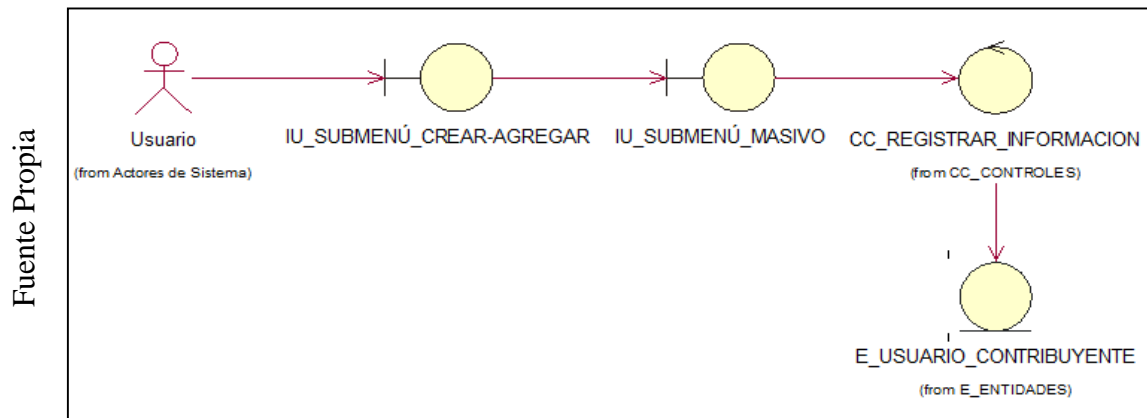 Fuente Propia
Usuario
(from Actores de Sistema)
IU_SUBMENÚ_CREAR-AGREGAR
IU_SUBMENÚ_MASIVO
CC_REGISTRAR_INFORMACION
(from CC_CONTROLES)
E_USUARIO_CONTRIBUYENTE
(from E_ENTIDADES)